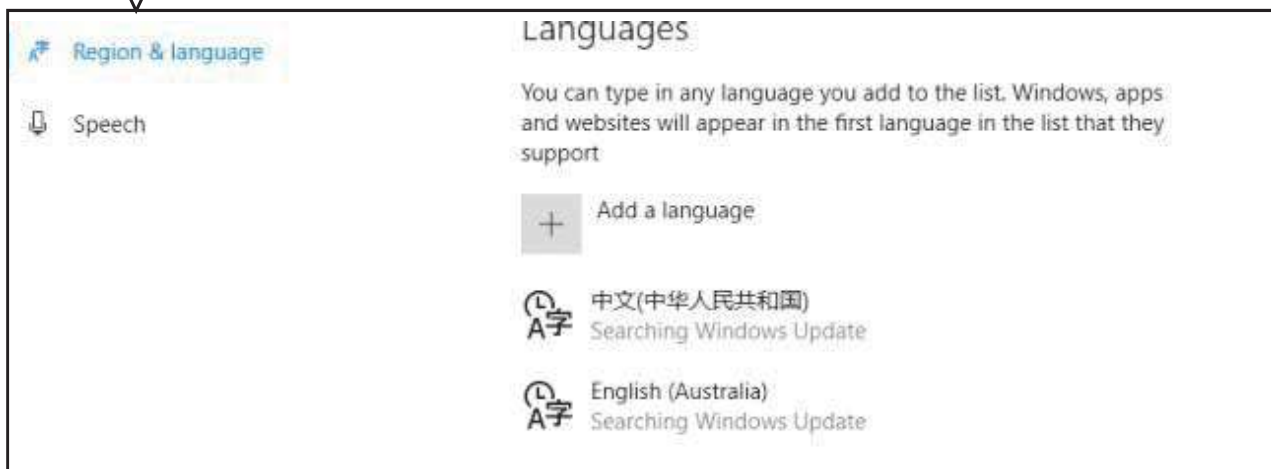 Region & language
Speech
Languages
You can type in any language you add to the list. Windows, apps
and websites will appear in the first language in the list that they
support
Add a language
中文(中华人民共和国)
Searching Windows Update
English (Australia)
Searching Windows Update